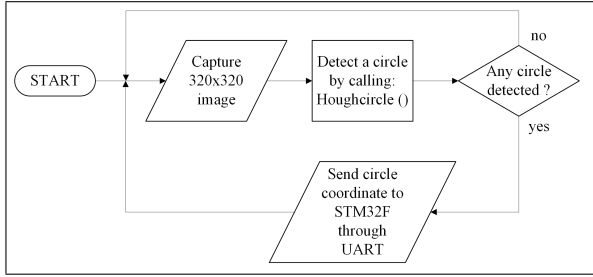 START
Capture
320x320
image
Detect a circle
by calling:
Houghcircle ()
Any circle
detected ?
no
yes
Send circle
coordinate to
STM32F
through
UART